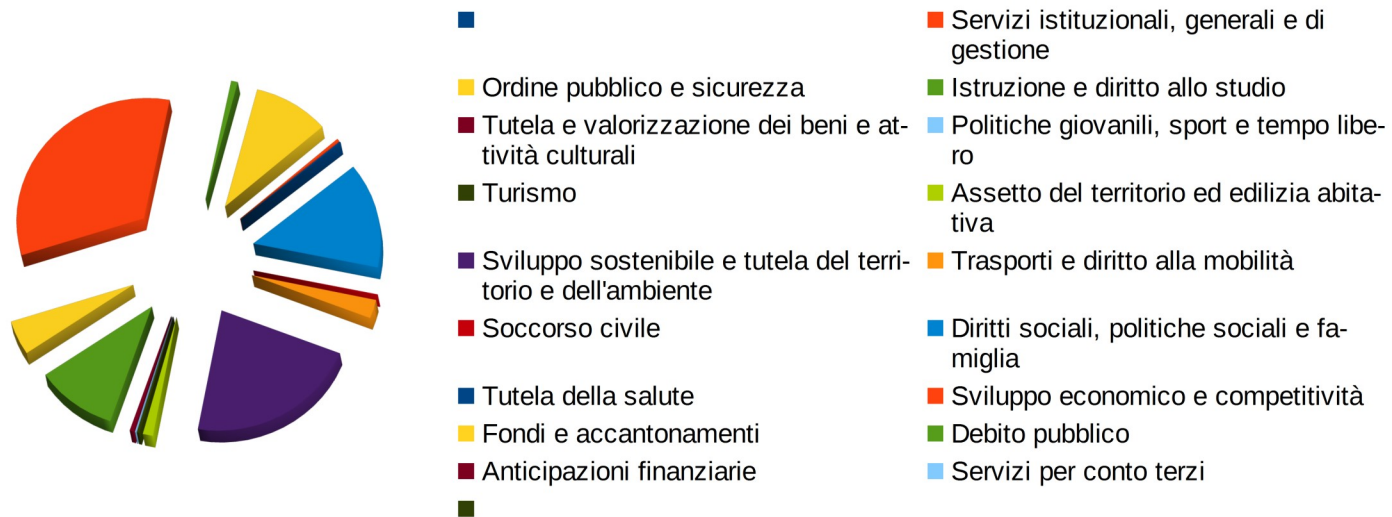 Servizi istituzionali, generali e di
gestione
Ordine pubblico e sicurezza
Istruzione e diritto allo studio
Tutela e valorizzazione dei beni e at-
tività culturali
Politiche giovanili, sport e tempo libe-
ro
Turismo
Assetto del territorio ed edilizia abita-
tiva
Sviluppo sostenibile e tutela del terri-
torio e dell'ambiente
Trasporti e diritto alla mobilità
Soccorso civile
Diritti sociali, politiche sociali e fa-
miglia
Tutela della salute
Sviluppo economico e competitività
Fondi e accantonamenti
Debito pubblico
Anticipazioni finanziarie
Servizi per conto terzi